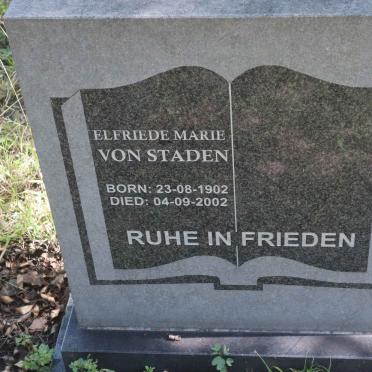 ELFRIEDE MARIE
VON STADEN
BORN: 23-08-1902
DIED: 04-09-2002
RUHE IN FRIEDEN